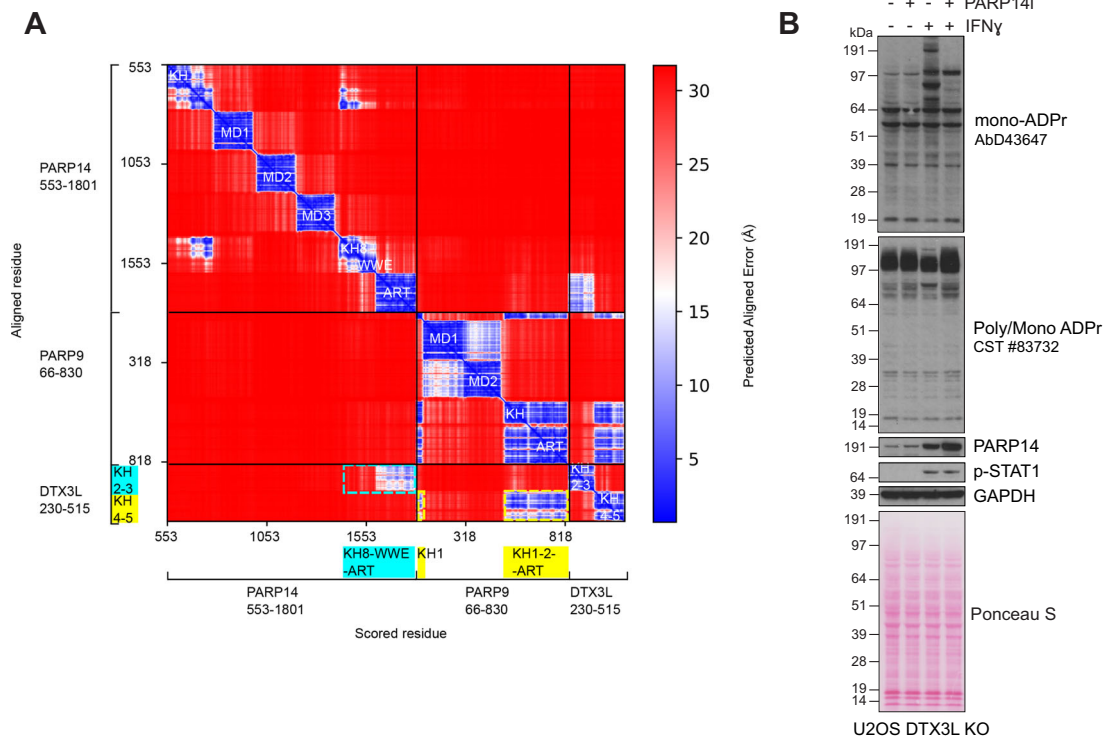 A
553
1053
1553
318
818
Aligned residue
PARP14
553-1801
PARP9
66-830
DTX3L
230-515
KH
2-3
KH
4-5
KH
MD1
MD2
MD3
KH8
-WWE
ART
MD1
MD2
KH
ART
KH
2-3
KH
4-5
553
1053
1553
318
818
KH8-WWE
-ART
KH1
KH1-2-
-ART
PARP14
553-1801
PARP9
66-830
DTX3L
230-515
Scored residue
30
25
20
15
10
5
Predicted Aligned Error (Å)
B
- + - + PARP14i
- - + + IFNɣ
kDa
191
97
64
51
39
28
19
mono-ADPr
AbD43647
191
97
64
51
39
28
19
14
Poly/Mono ADPr
CST #83732
191
PARP14
64
p-STAT1
39
GAPDH
191
97
64
51
39
28
19
14
Ponceau S
U2OS DTX3L KO